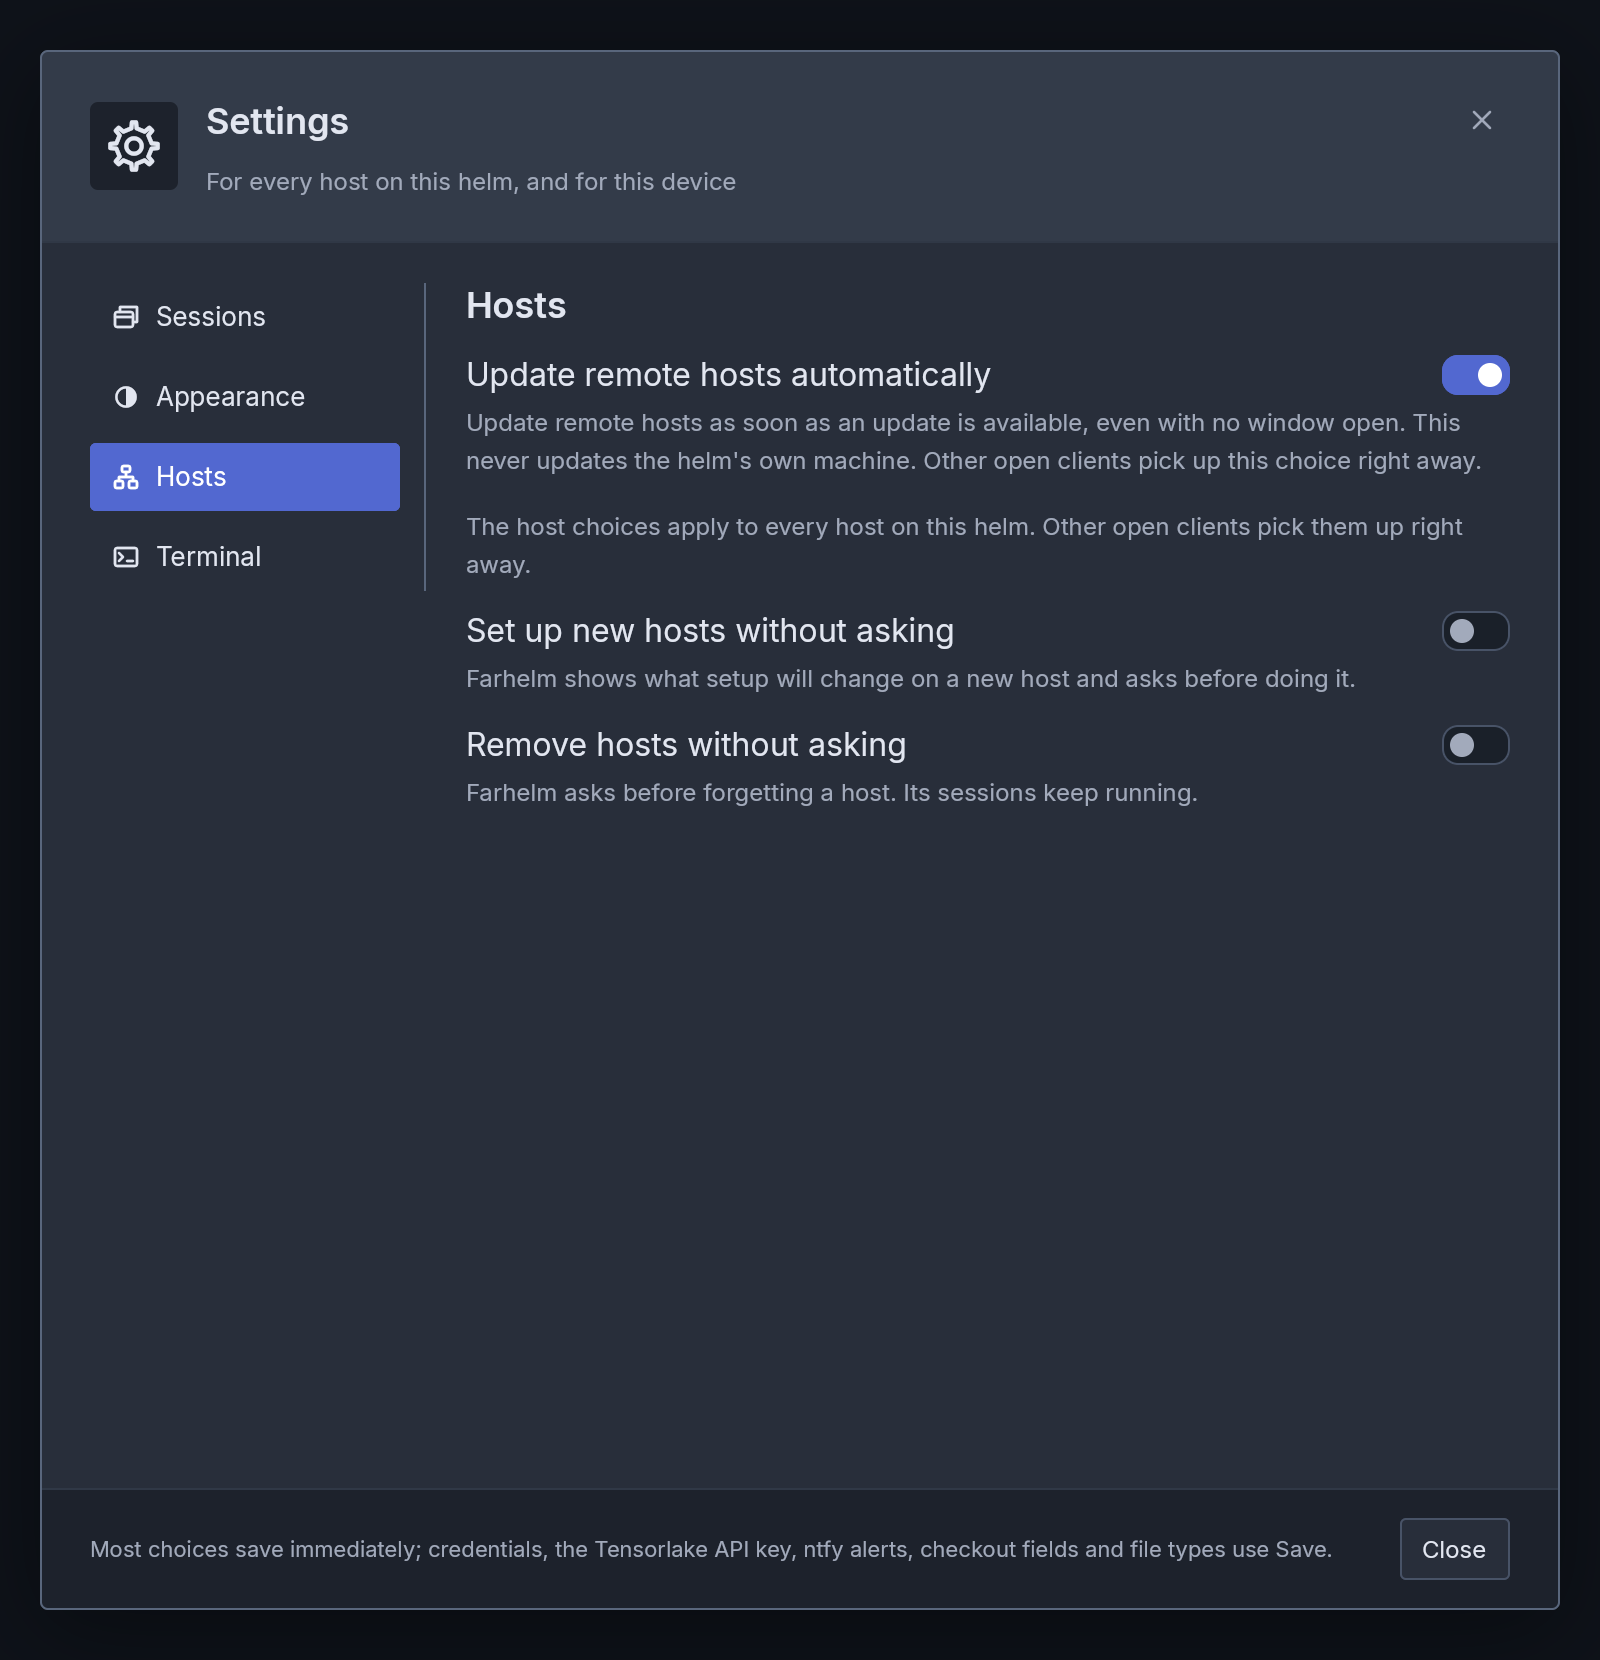 Settings
For every host on this helm, and for this device
Sessions
Appearance
Hosts
Terminal
Hosts
Update remote hosts automatically
Update remote hosts as soon as an update is available, even with no window open. This
never updates the helm's own machine. Other open clients pick up this choice right away.
The host choices apply to every host on this helm. Other open clients pick them up right
away.
Set up new hosts without asking
Farhelm shows what setup will change on a new host and asks before doing it.
Remove hosts without asking
Farhelm asks before forgetting a host. Its sessions keep running.
Most choices save immediately; credentials, the Tensorlake API key, ntfy alerts, checkout fields and file types use Save.
Close